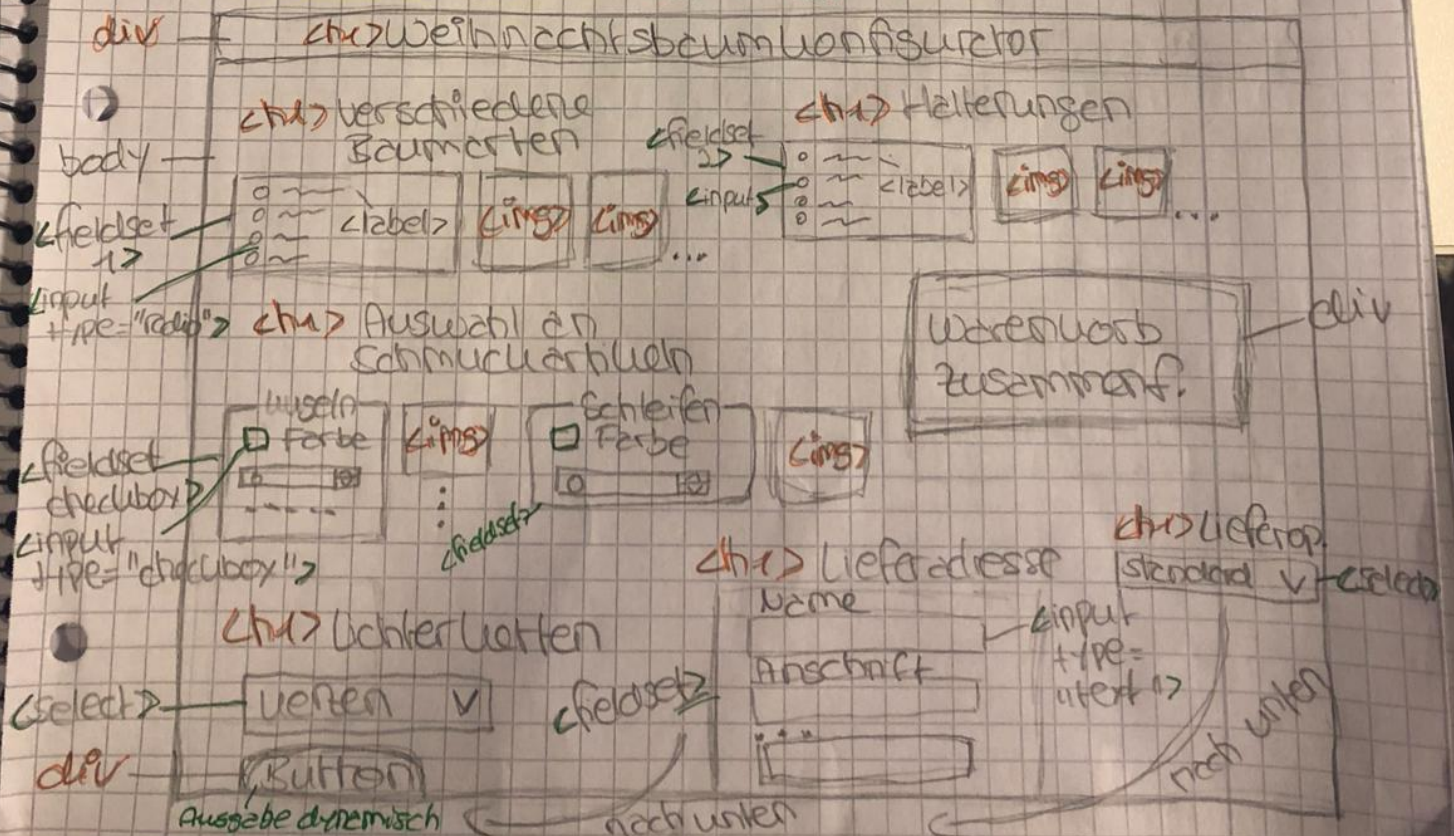 div
<h1>Weihnachtsbaumkonfigurator
<h1>Verschiedene
Baumarten
<h1>Halterungen
body
<fieldset
1>
<label>
<img>
<img>
...
<input
type="radio">
<fieldset
2>
<input>
<label>
<img>
<img>
...
<h1> Auswahl an
Schmuckartikeln
Warenkorb
zusammenf.
div
Kugeln
Farbe
<img>
Schleifen
Farbe
<img>
<fieldset
checkbox>
<input
type="checkbox">
<fieldset>
<h1>Lieferop.
Standard V
<select>
<h1>Lieferadresse
Name
<input
type=
"text">
Anschrift
...
<fieldset>
<h1>Lichterketten
<select>
Ketten V
div
Button
Ausgabe dynamisch
nach unten
nach unten